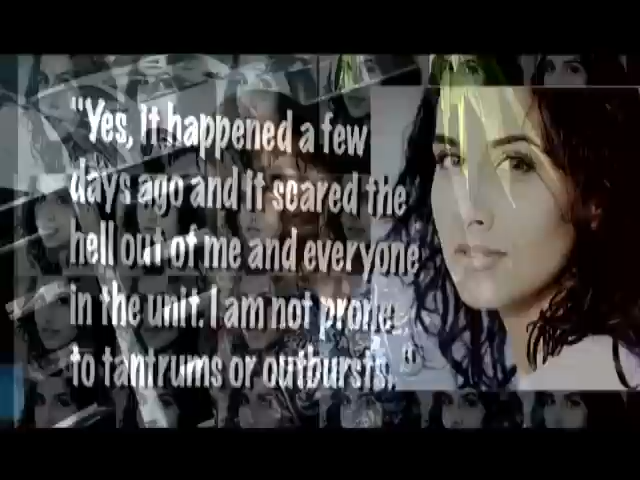 "Yes, it happened a few
days ago and it scared the
hell out of me and everyone
in the unit. I am not prone
to tantrums or outbursts."